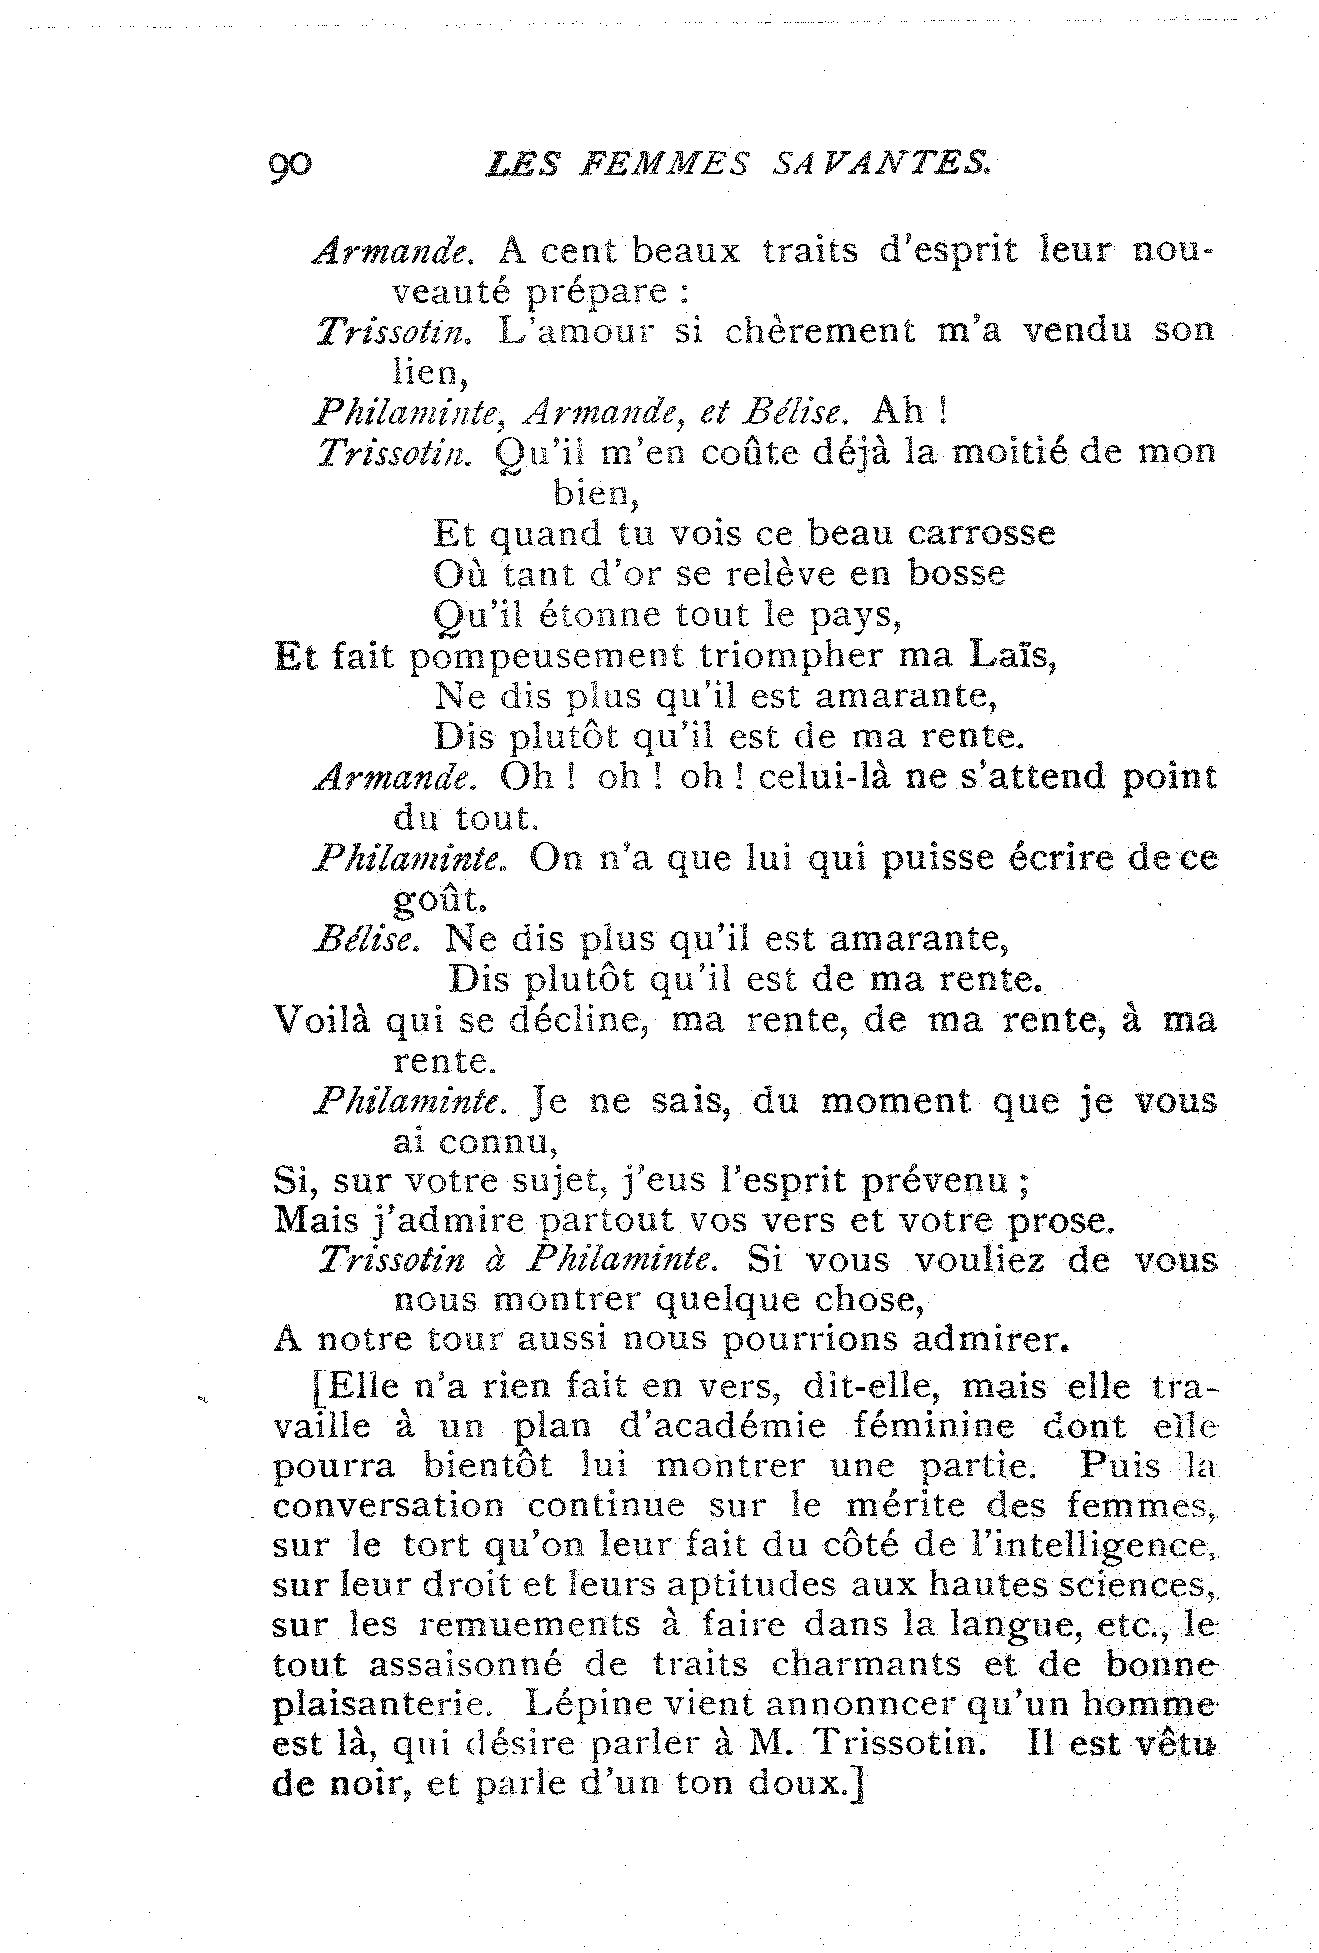 90 LES FEMMES SAVANTES.
Armande. A cent beaux traits d'esprit leur nou-
veauté prépare :
Trissotin. L'amour si chèrement m'a vendu son
lien,
Philaminte, Armande, et Bélise. Ah !
Trissotin. Qu'il m'en coûte déjà la moitié de mon
bien,
Et quand tu vois ce beau carrosse
Où tant d'or se relève en bosse
Qu'il étonne tout le pays,
Et fait pompeusement triompher ma Laïs,
Ne dis plus qu'il est amarante,
Dis plutôt qu'il est de ma rente.
Armande. Oh ! oh ! oh ! celui-là ne s'attend point
du tout.
Philaminte. On n'a que lui qui puisse écrire de ce
goût.
Bélise. Ne dis plus qu'il est amarante,
Dis plutôt qu'il est de ma rente.
Voilà qui se décline, ma rente, de ma rente, à ma
rente.
Philaminte. Je ne sais, du moment que je vous
ai connu,
Si, sur votre sujet, j'eus l'esprit prévenu ;
Mais j'admire partout vos vers et votre prose.
Trissotin à Philaminte. Si vous vouliez de vous
nous montrer quelque chose,
A notre tour aussi nous pourrions admirer.
[Elle n'a rien fait en vers, dit-elle, mais elle tra-
vaille à un plan d'académie féminine dont elle
pourra bientôt lui montrer une partie. Puis la
conversation continue sur le mérite des femmes,
sur le tort qu'on leur fait du côté de l'intelligence,
sur leur droit et leurs aptitudes aux hautes sciences,
sur les remuements à faire dans la langue, etc., le
tout assaisonné de traits charmants et de bonne
plaisanterie. Lépine vient annonncer qu'un homme
est là, qui désire parler à M. Trissotin. Il est vêtu
de noir, et parle d'un ton doux.]